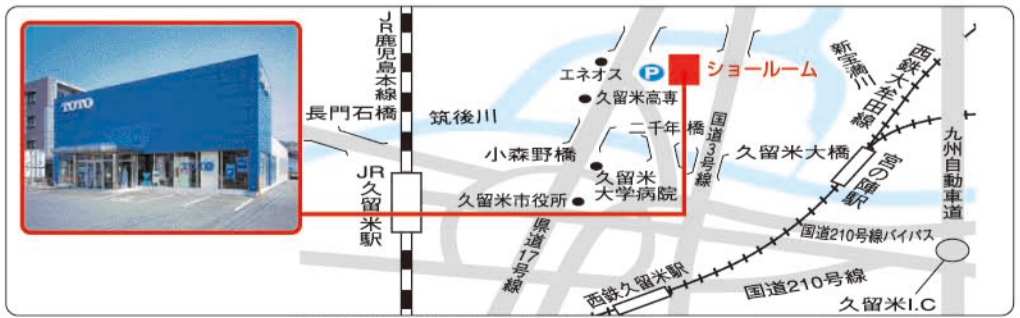 TOTO
TOTO
JR鹿児島本線
長門石橋
筑後川
JR久留米駅
エネオス
P
ショールーム
久留米高専
二千年橋
国道3号線
小森野橋
久留米
大学病院
久留米大橋
久留米市役所
県道17号線
新宝満川
西鉄大牟田線
宮の陣駅
九州自動車道
国道210号線バイパス
国道210号線
西鉄久留米駅
久留米I.C